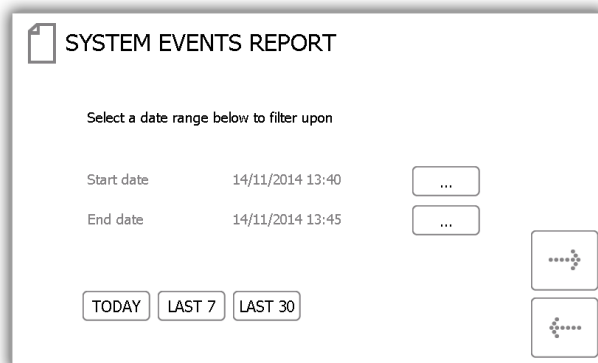 SYSTEM EVENTS REPORT
Select a date range below to filter upon
Start date 14/11/2014 13:40 ...
End date 14/11/2014 13:45 ...
TODAY LAST 7 LAST 30